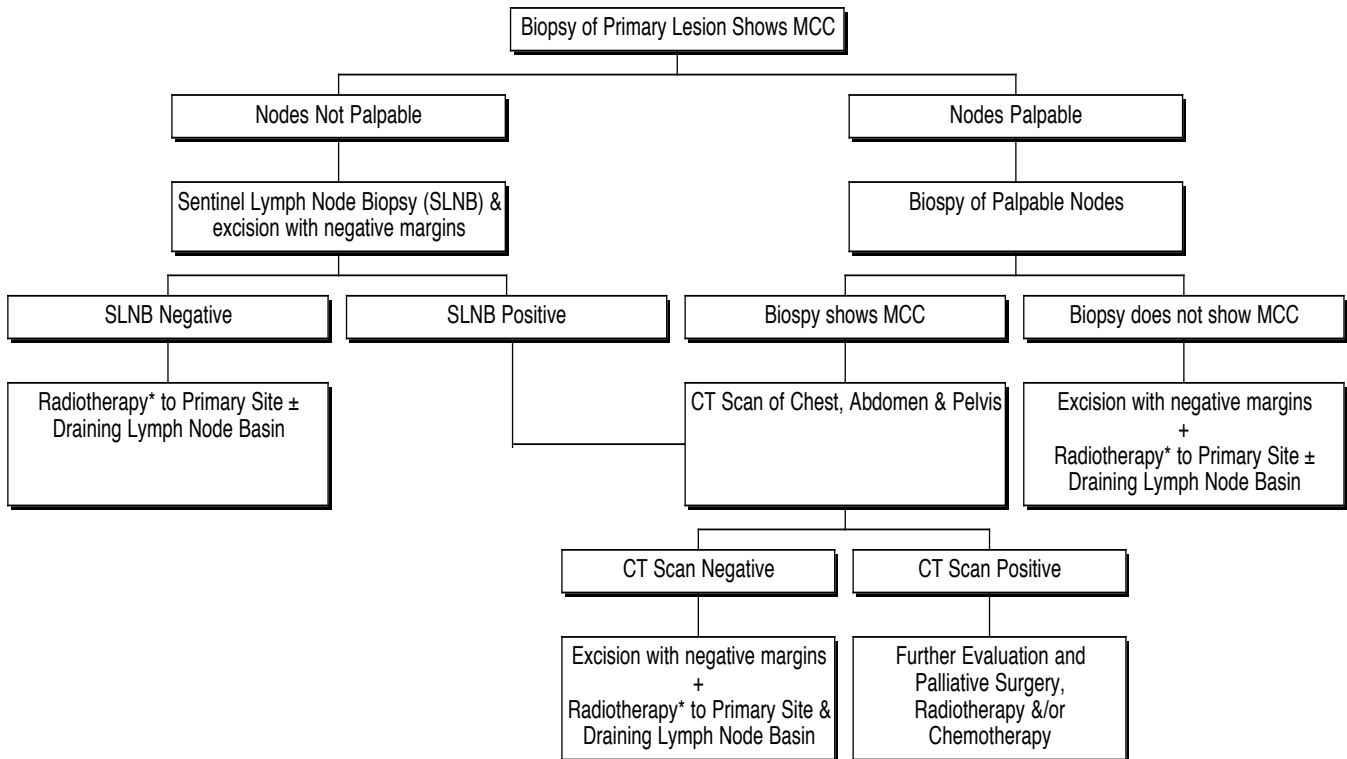 Biopsy of Primary Lesion Shows MCC
Nodes Not Palpable
Nodes Palpable
Sentinel Lymph Node Biopsy (SLNB) &
excision with negative margins
Biospy of Palpable Nodes
SLNB Negative
SLNB Positive
Biospy shows MCC
Biopsy does not show MCC
Radiotherapy* to Primary Site ±
Draining Lymph Node Basin
CT Scan of Chest, Abdomen & Pelvis
Excision with negative margins
+
Radiotherapy* to Primary Site ±
Draining Lymph Node Basin
CT Scan Negative
CT Scan Positive
Excision with negative margins
+
Radiotherapy* to Primary Site &
Draining Lymph Node Basin
Further Evaluation and
Palliative Surgery,
Radiotherapy &/or
Chemotherapy